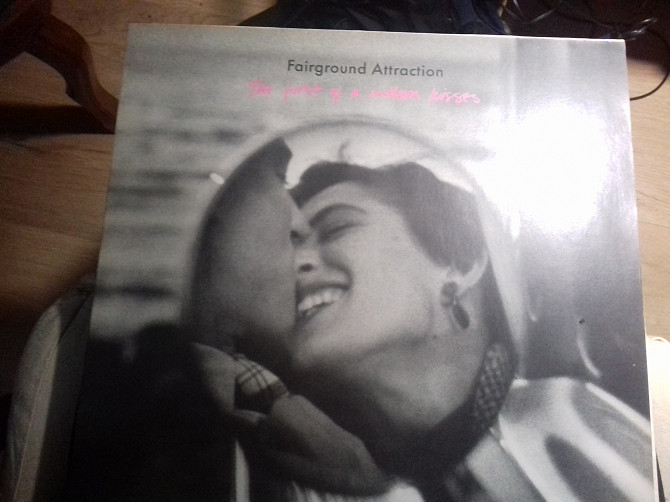 Fairground Attraction
The first of a million kisses